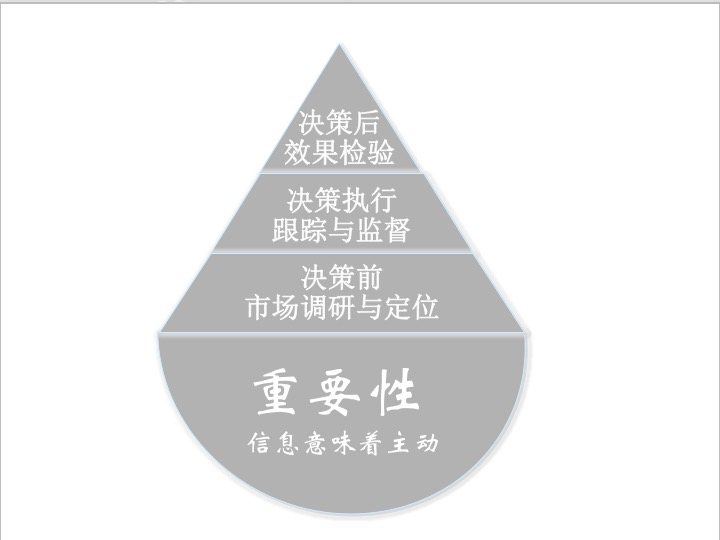 决策后
效果检验
决策执行
跟踪与监督
决策前
市场调研与定位
重要性
信息意味着主动